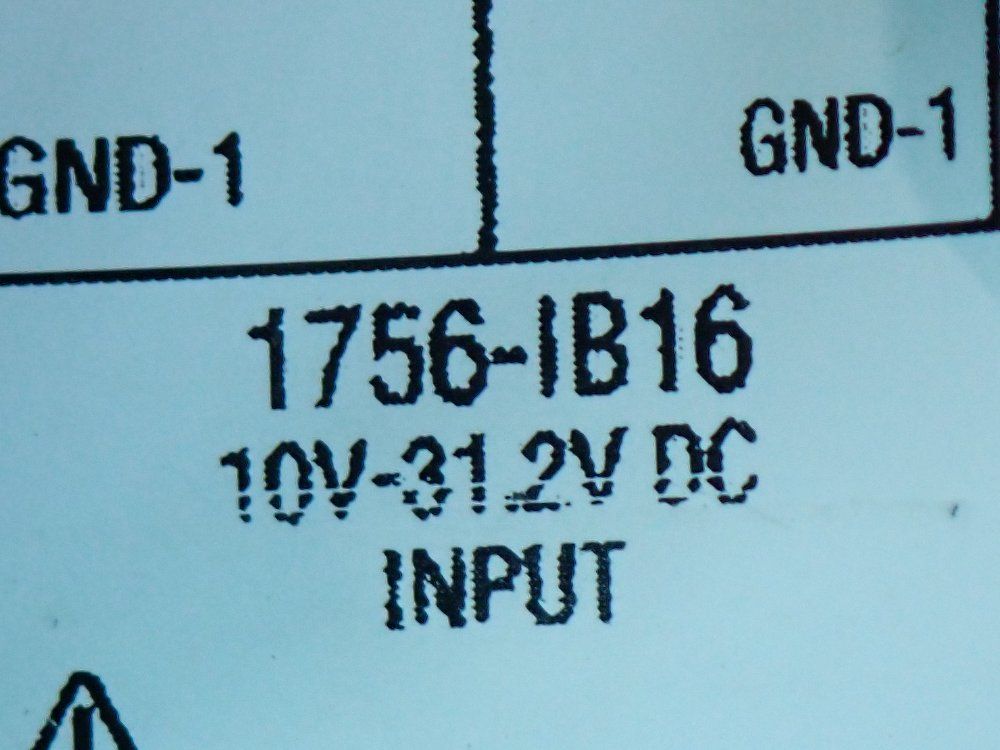 GND-1 GND-1
1756-IB16
10V-31.2V DC
INPUT